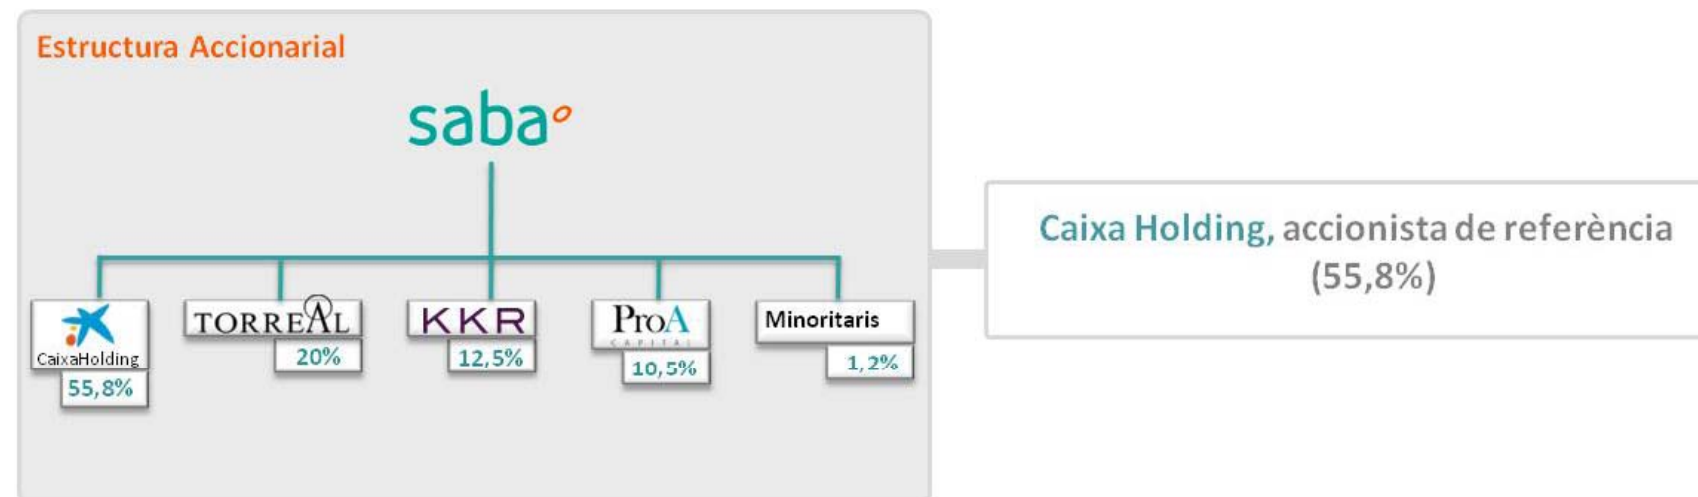 Estructura Accionarial
saba
CaixaHolding
55,8%
TORREAL
20%
KKR
12,5%
ProA
CAPITAL
10,5%
Minoritaris
1,2%
Caixa Holding, accionista de referència
(55,8%)